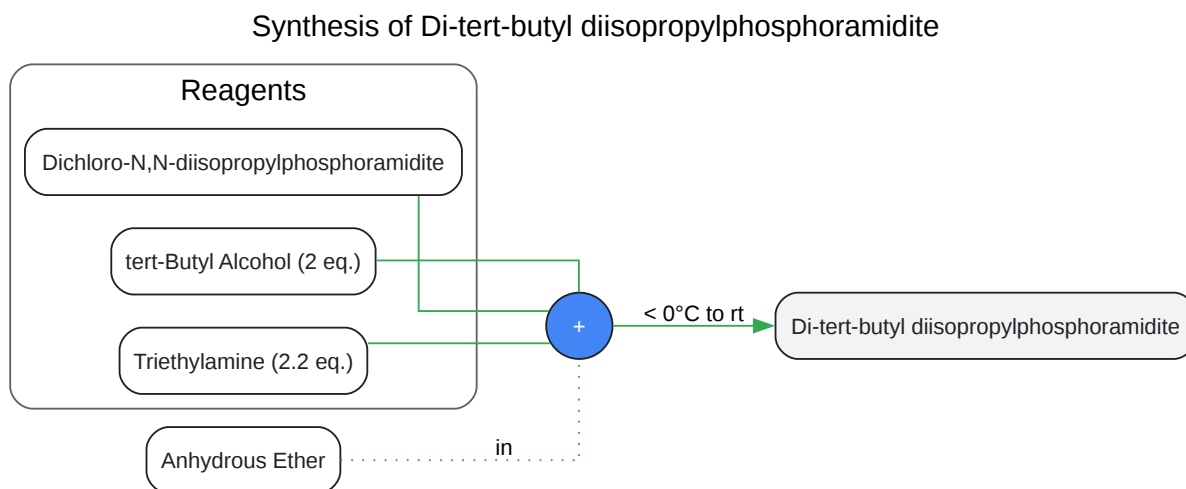 Synthesis of Di-tert-butyl diisopropylphosphoramidite
Reagents
Dichloro-N,N-diisopropylphosphoramidite
tert-Butyl Alcohol (2 eq.)
Triethylamine (2.2 eq.)
Anhydrous Ether
in
+
< 0°C to rt
Di-tert-butyl diisopropylphosphoramidite